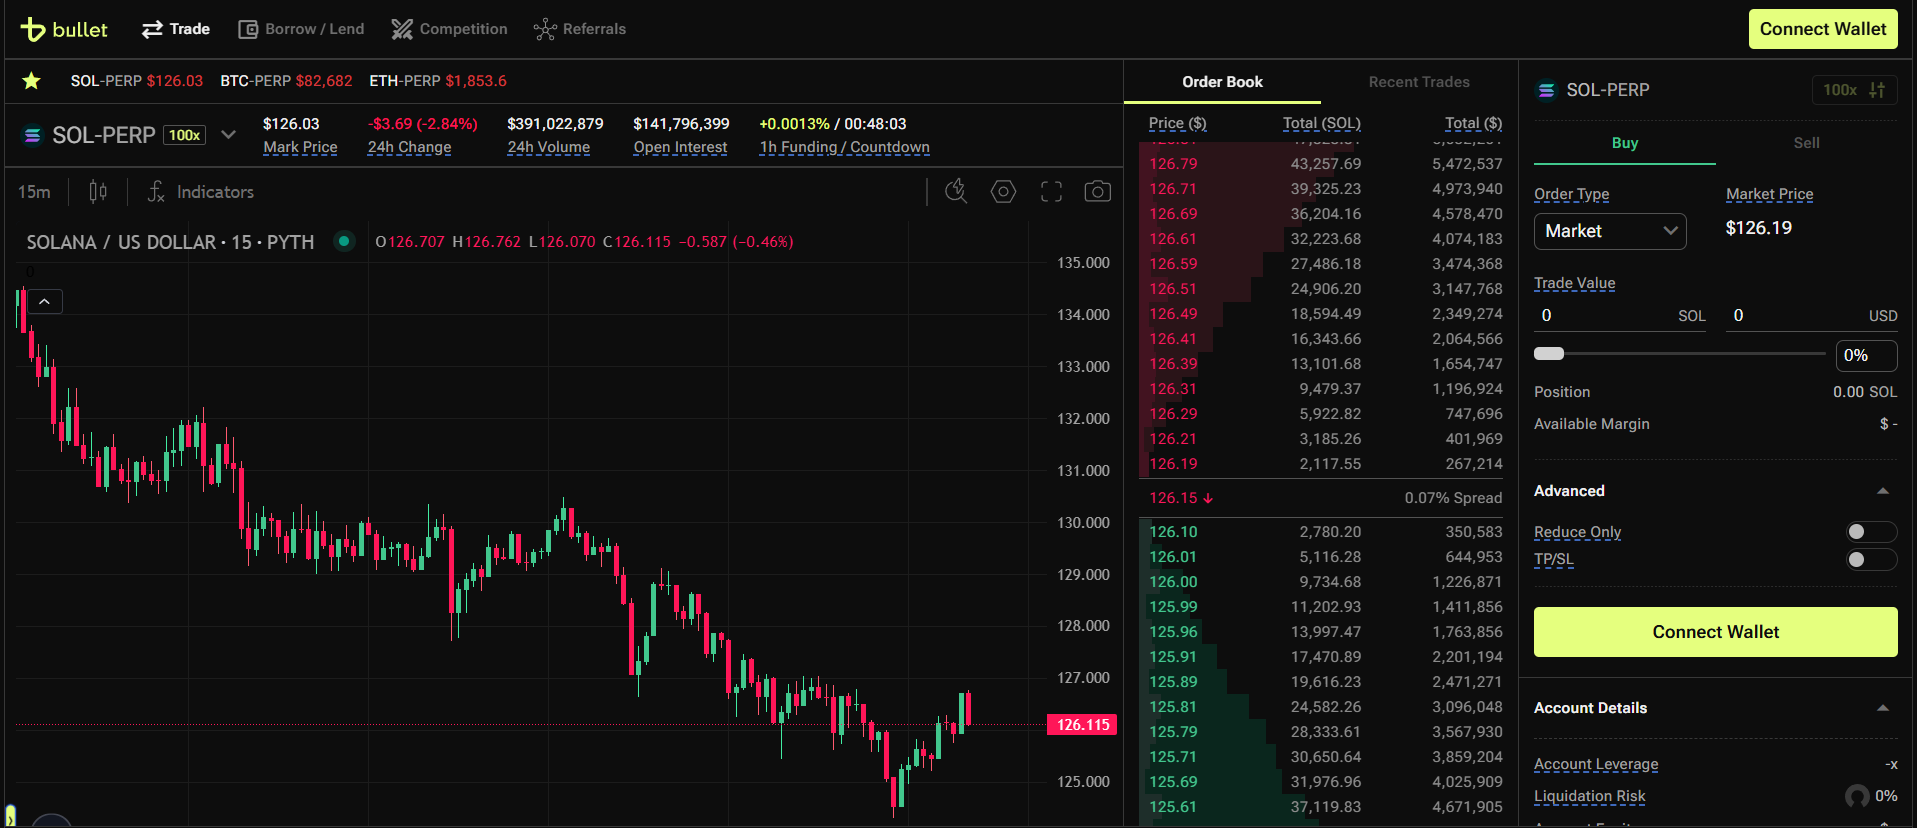 bullet Trade Borrow / Lend Competition Referrals Connect Wallet
SOL-PERP $126.03 BTC-PERP $82,682 ETH-PERP $1,853.6
SOL-PERP 100x
$126.03 -$3.69 (-2.84%) $391,022,879 $141,796,399 +0.0013% / 00:48:03
Mark Price 24h Change 24h Volume Open Interest 1h Funding / Countdown
15m Indicators
SOLANA / US DOLLAR · 15 · PYTH O126.707 H126.762 L126.070 C126.115 −0.587 (−0.46%)
0
135.000
134.000
133.000
132.000
131.000
130.000
129.000
128.000
127.000
126.115
125.000
Order Book Recent Trades
Price ($) Total (SOL) Total ($)
126.79 43,257.69 5,472,537
126.71 39,325.23 4,973,940
126.69 36,204.16 4,578,470
126.61 32,223.68 4,074,183
126.59 27,486.18 3,474,368
126.51 24,906.20 3,147,768
126.49 18,594.49 2,349,274
126.41 16,343.66 2,064,566
126.39 13,101.68 1,654,747
126.31 9,479.37 1,196,924
126.29 5,922.82 747,696
126.21 3,185.26 401,969
126.19 2,117.55 267,214
126.15 ↓ 0.07% Spread
126.10 2,780.20 350,583
126.01 5,116.28 644,953
126.00 9,734.68 1,226,871
125.99 11,202.93 1,411,856
125.96 13,997.47 1,763,856
125.91 17,470.89 2,201,194
125.89 19,616.23 2,471,271
125.81 24,582.26 3,096,048
125.79 28,333.61 3,567,930
125.71 30,650.64 3,859,204
125.69 31,976.96 4,025,909
125.61 37,119.83 4,671,905
SOL-PERP 100x
Buy Sell
Order Type Market Price
Market $126.19
Trade Value
0 SOL 0 USD
0%
Position 0.00 SOL
Available Margin $ -
Advanced
Reduce Only
TP/SL
Connect Wallet
Account Details
Account Leverage -x
Liquidation Risk 0%